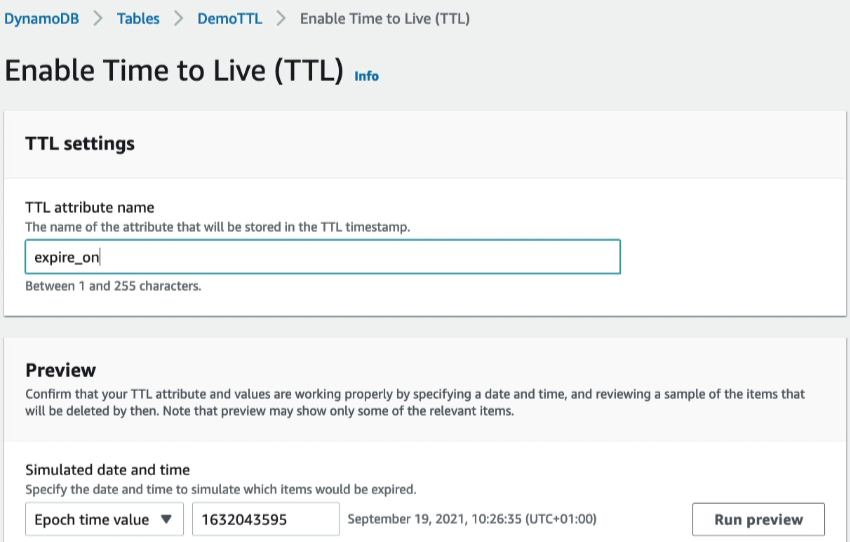 DynamoDB > Tables > DemoTTL > Enable Time to Live (TTL)
Enable Time to Live (TTL) Info
TTL settings
TTL attribute name
The name of the attribute that will be stored in the TTL timestamp.
expire_on
Between 1 and 255 characters.
Preview
Confirm that your TTL attribute and values are working properly by specifying a date and time, and reviewing a sample of the items that
will be deleted by then. Note that preview may show only some of the relevant items.
Simulated date and time
Specify the date and time to simulate which items would be expired.
Epoch time value ▼ 1632043595 September 19, 2021, 10:26:35 (UTC+01:00) Run preview